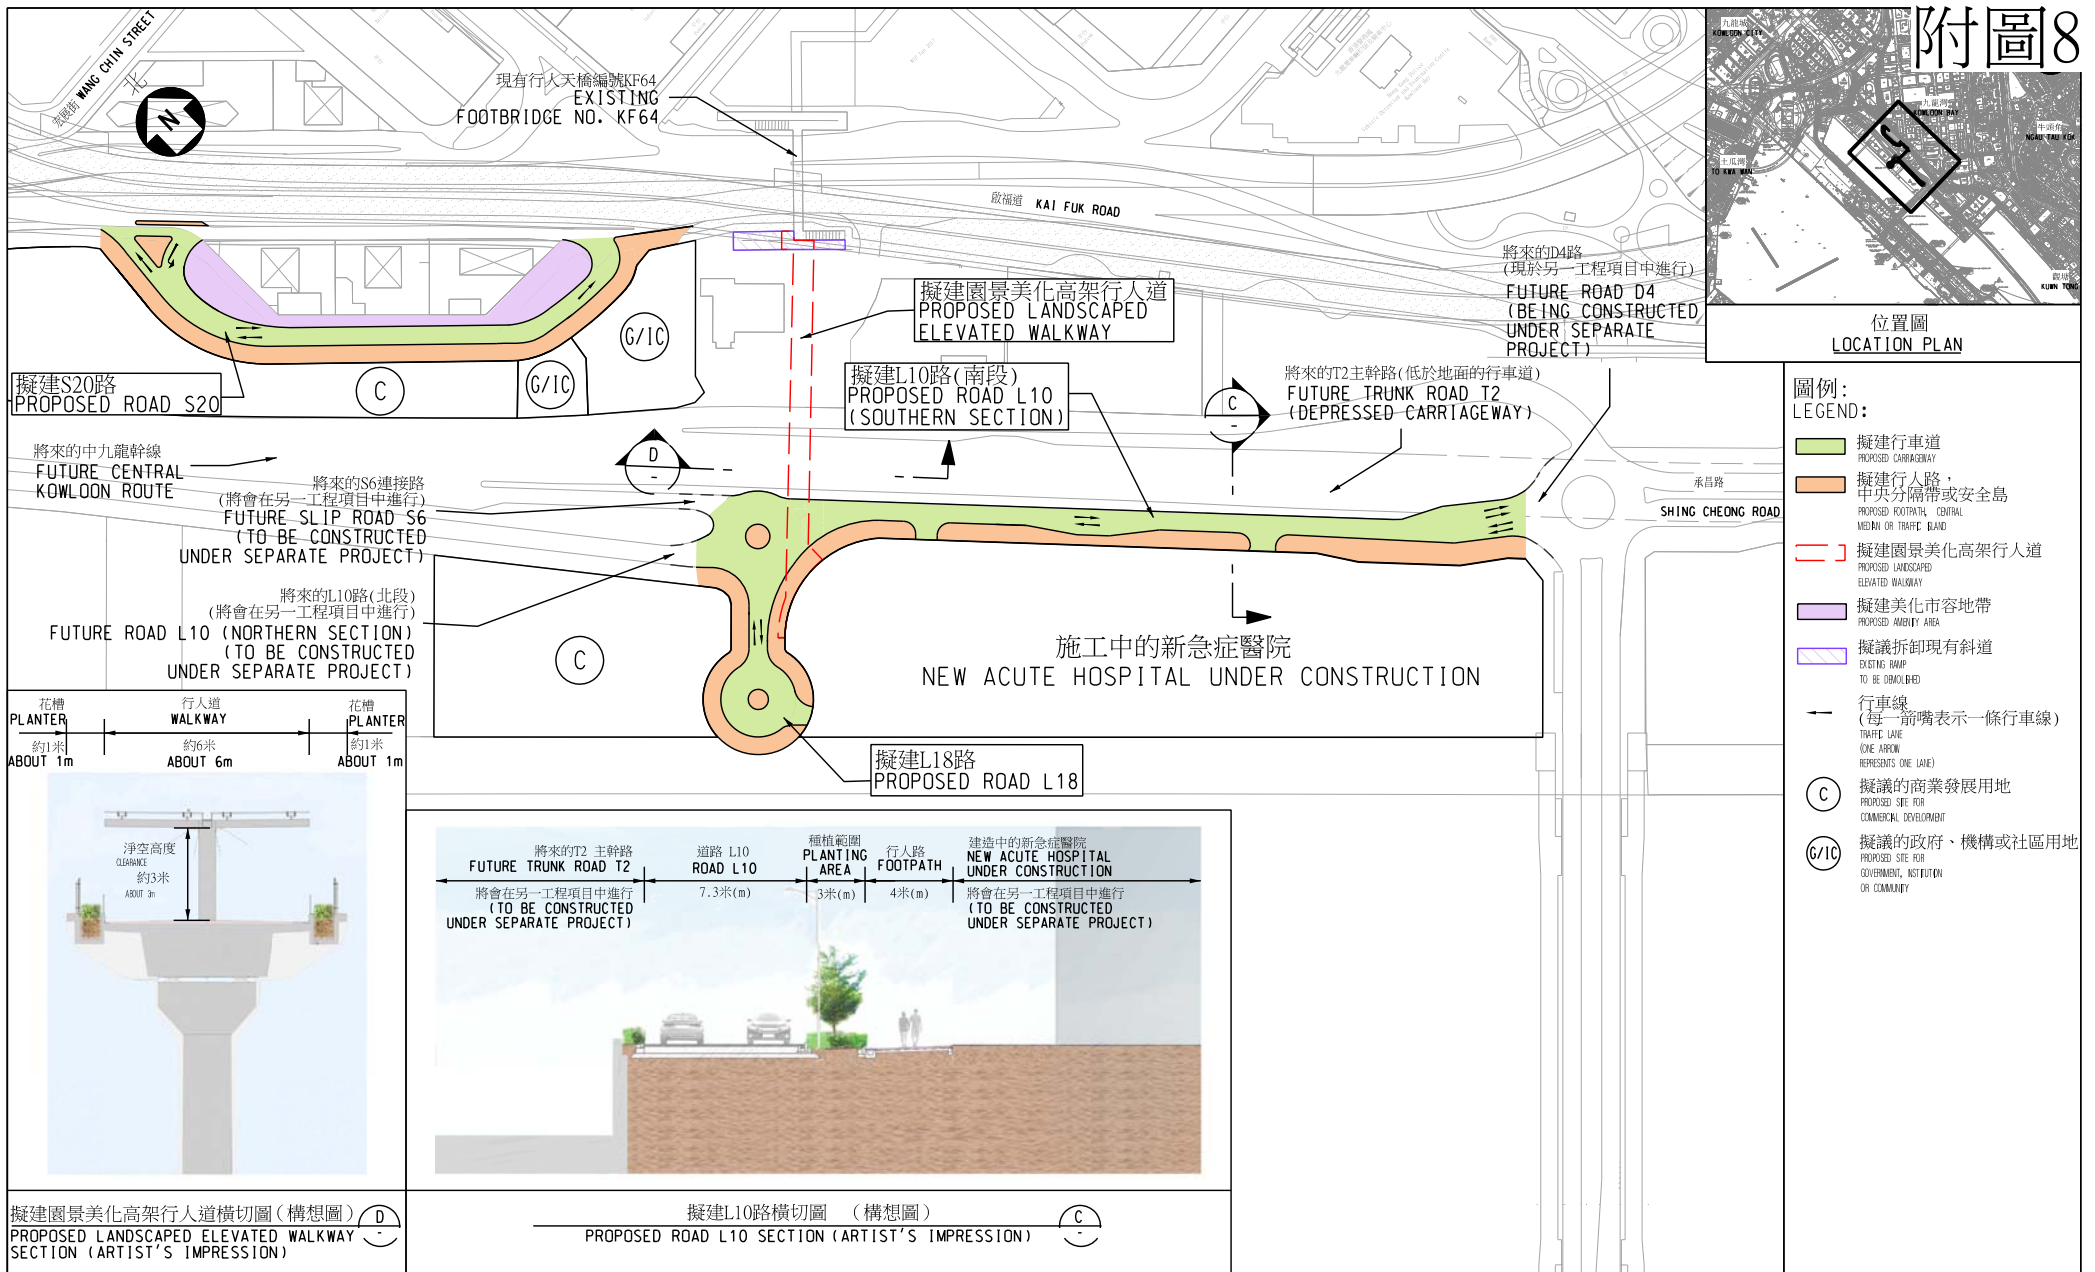 附圖8
宏展街 WANG CHIN STREET
北
N
現有行人天橋編號KF64
EXISTING
FOOTBRIDGE NO. KF64
啟福道 KAI FUK ROAD
擬建園景美化高架行人道
PROPOSED LANDSCAPED
ELEVATED WALKWAY
將來的D4路
(現於另一工程項目中進行)
FUTURE ROAD D4
(BEING CONSTRUCTED
UNDER SEPARATE
PROJECT)
G/IC
G/IC
C
擬建S20路
PROPOSED ROAD S20
擬建L10路(南段)
PROPOSED ROAD L10
(SOUTHERN SECTION)
C
-
將來的T2主幹路(低於地面的行車道)
FUTURE TRUNK ROAD T2
(DEPRESSED CARRIAGEWAY)
將來的中九龍幹線
FUTURE CENTRAL
KOWLOON ROUTE
D
-
將來的S6連接路
(將會在另一工程項目中進行)
FUTURE SLIP ROAD S6
(TO BE CONSTRUCTED
UNDER SEPARATE PROJECT)
承昌路
SHING CHEONG ROAD
將來的L10路(北段)
(將會在另一工程項目中進行)
FUTURE ROAD L10 (NORTHERN SECTION)
(TO BE CONSTRUCTED
UNDER SEPARATE PROJECT)
C
施工中的新急症醫院
NEW ACUTE HOSPITAL UNDER CONSTRUCTION
擬建L18路
PROPOSED ROAD L18
九龍城
KOWLOON CITY
九龍灣
KOWLOON BAY
牛頭角
NGAU TAU KOK
土瓜灣
TO KWA WAN
觀塘
KUWN TONG
位置圖
LOCATION PLAN
圖例:
LEGEND:
擬建行車道
PROPOSED CARRIAGEWAY
擬建行人路，
中央分隔帶或安全島
PROPOSED FOOTPATH, CENTRAL
MEDIAN OR TRAFFIC ISLAND
擬建園景美化高架行人道
PROPOSED LANDSCAPED
ELEVATED WALKWAY
擬建美化市容地帶
PROPOSED AMENITY AREA
擬議拆卸現有斜道
EXISTING RAMP
TO BE DEMOLISHED
行車線
(每一箭嘴表示一條行車線)
TRAFFIC LANE
(ONE ARROW
REPRESENTS ONE LANE)
C
擬議的商業發展用地
PROPOSED SITE FOR
COMMERCIAL DEVELOPMENT
G/IC
擬議的政府、機構或社區用地
PROPOSED SITE FOR
GOVERNMENT, INSTITUTION
OR COMMUNITY
花槽
PLANTER
行人道
WALKWAY
花槽
PLANTER
約1米
ABOUT 1m
約6米
ABOUT 6m
約1米
ABOUT 1m
淨空高度
CLEARANCE
約3米
ABOUT 3m
擬建園景美化高架行人道橫切圖(構想圖)
PROPOSED LANDSCAPED ELEVATED WALKWAY
SECTION (ARTIST'S IMPRESSION)
D
-
將來的T2 主幹路
FUTURE TRUNK ROAD T2
將會在另一工程項目中進行
(TO BE CONSTRUCTED
UNDER SEPARATE PROJECT)
道路 L10
ROAD L10
7.3米(m)
種植範圍
PLANTING
AREA
3米(m)
行人路
FOOTPATH
4米(m)
建造中的新急症醫院
NEW ACUTE HOSPITAL
UNDER CONSTRUCTION
將會在另一工程項目中進行
(TO BE CONSTRUCTED
UNDER SEPARATE PROJECT)
擬建L10路橫切圖 (構想圖)
PROPOSED ROAD L10 SECTION (ARTIST'S IMPRESSION)
C
-